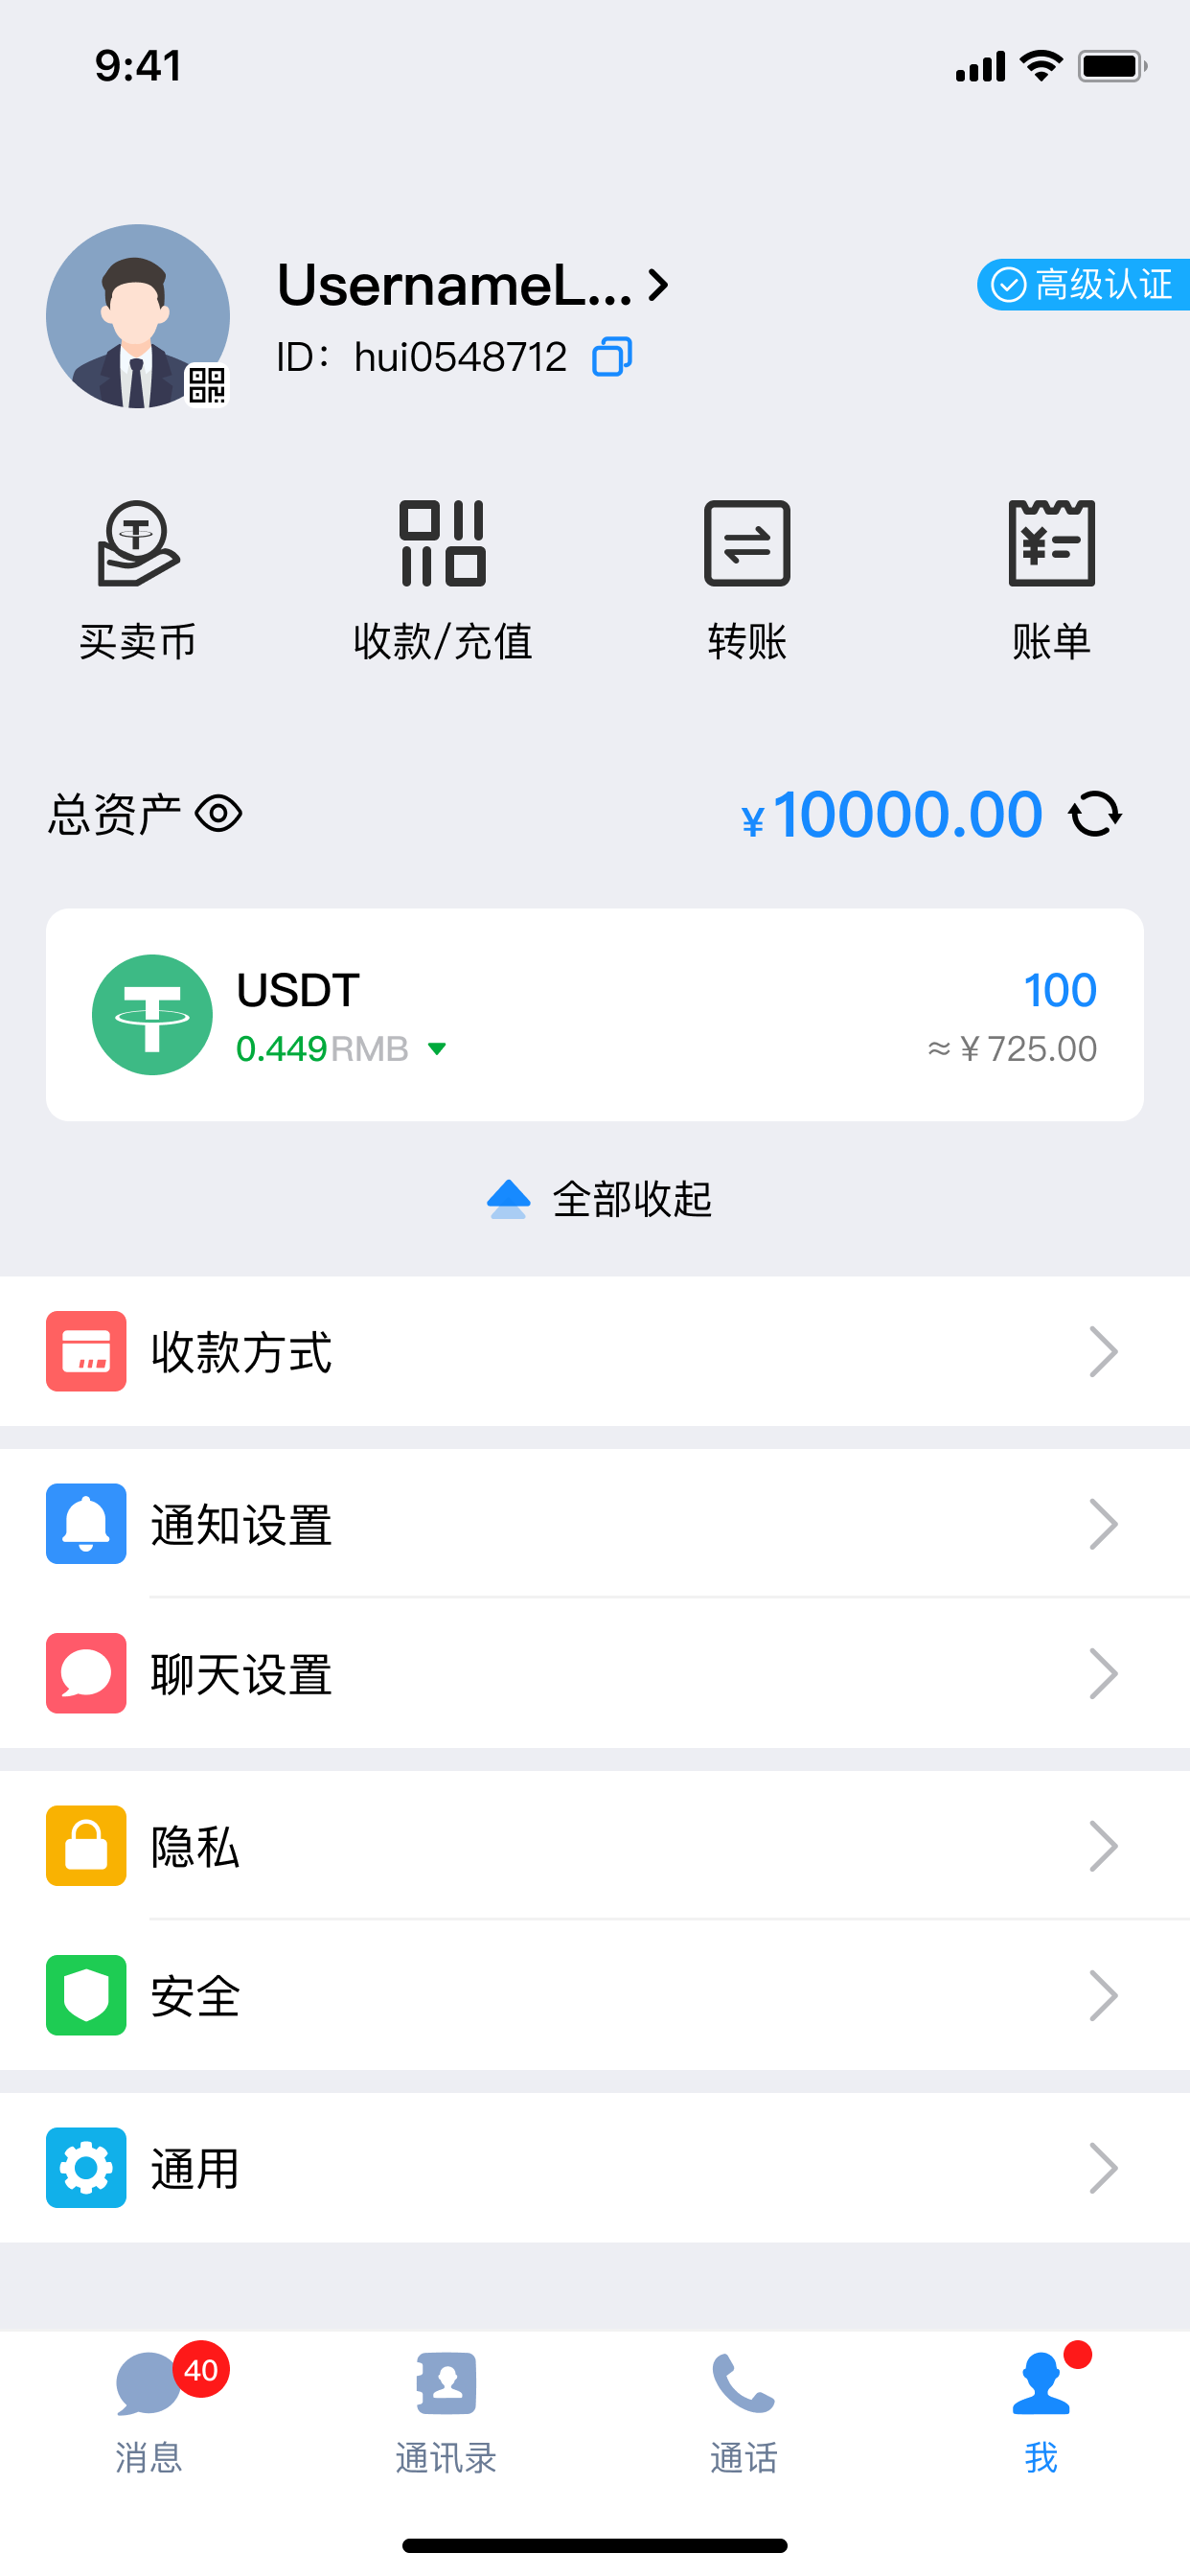 9:41
UsernameL...
高级认证
ID：hui0548712
买卖币 收款/充值 转账 账单
总资产 ¥10000.00
USDT 100
0.449RMB ≈ ¥ 725.00
全部收起
收款方式
通知设置
聊天设置
隐私
安全
通用
40
消息 通讯录 通话 我